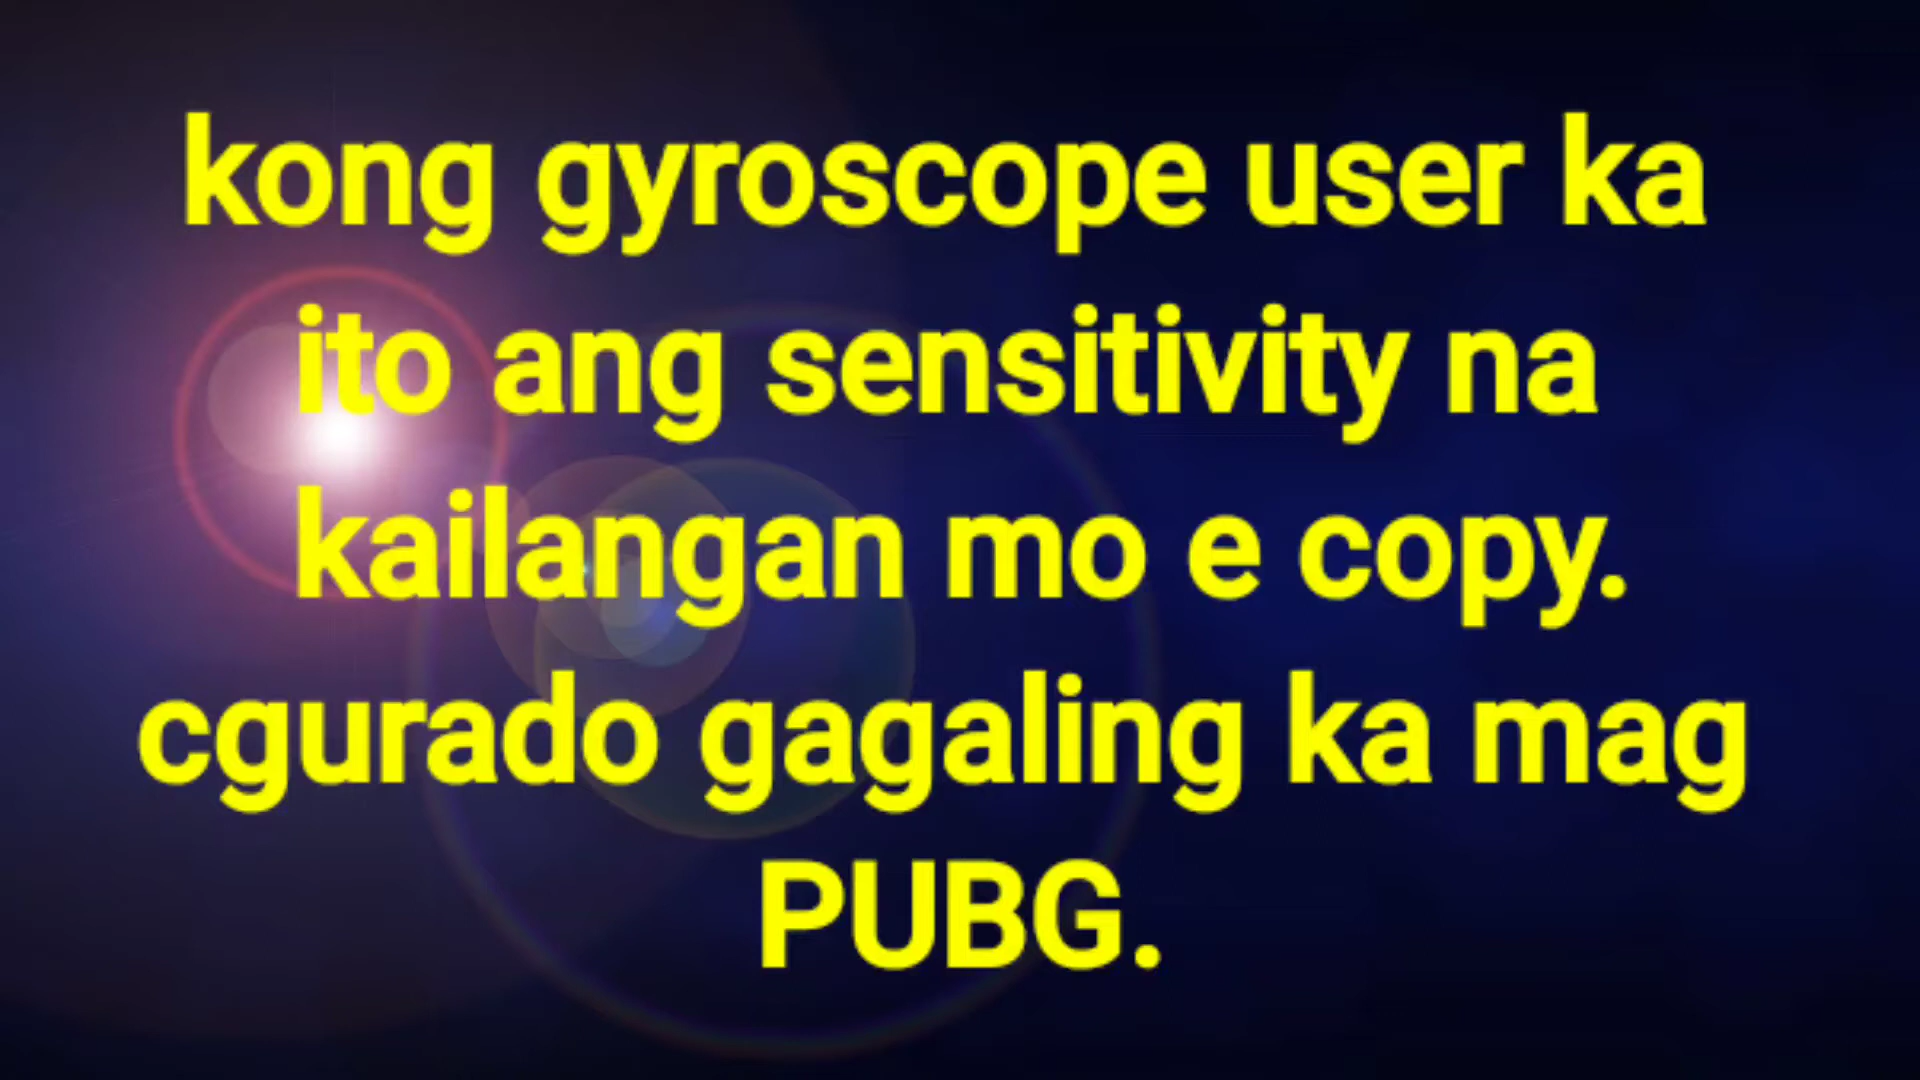 kong gyroscope user ka
ito ang sensitivity na
kailangan mo e copy.
cgurado gagaling ka mag
PUBG.